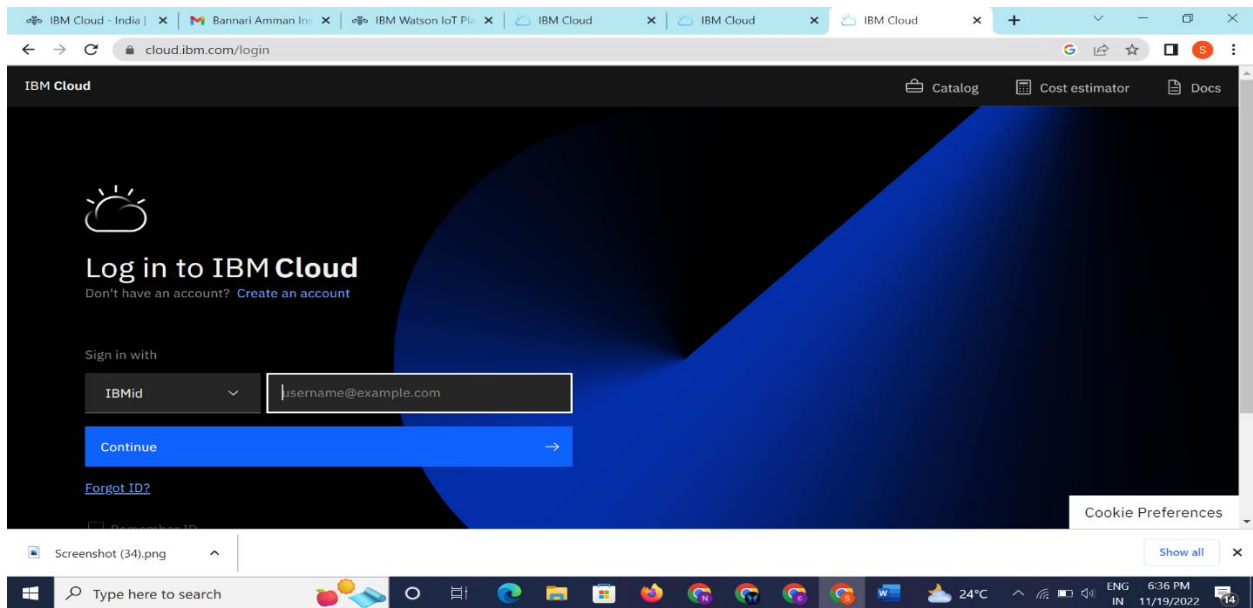 IBM Cloud - India |
Bannari Amman Ins
IBM Watson IoT Pla
IBM Cloud
IBM Cloud
IBM Cloud
cloud.ibm.com/login
S
IBM Cloud
Catalog
Cost estimator
Docs
Log in to IBM Cloud
Don't have an account? Create an account
Sign in with
IBMid
username@example.com
Continue
Forgot ID?
Remember ID
Cookie Preferences
Screenshot (34).png
Show all
Type here to search
24°C
ENG
IN
6:36 PM
11/19/2022
14